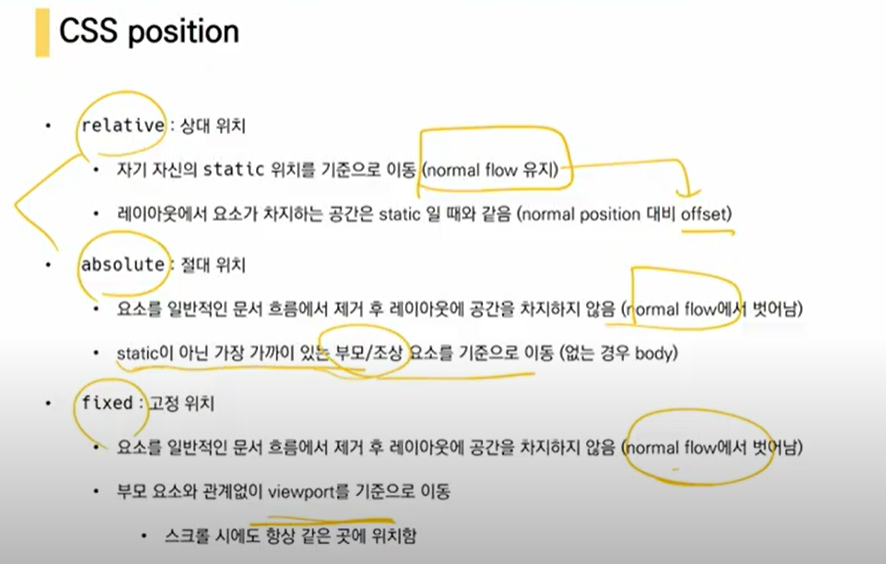 CSS position
• relative : 상대 위치
• 자기 자신의 static 위치를 기준으로 이동 (normal flow 유지)
• 레이아웃에서 요소가 차지하는 공간은 static 일 때와 같음 (normal position 대비 offset)
• absolute : 절대 위치
• 요소를 일반적인 문서 흐름에서 제거 후 레이아웃에 공간을 차지하지 않음 (normal flow에서 벗어남)
• static이 아닌 가장 가까이 있는 부모/조상 요소를 기준으로 이동 (없는 경우 body)
• fixed : 고정 위치
• 요소를 일반적인 문서 흐름에서 제거 후 레이아웃에 공간을 차지하지 않음 (normal flow에서 벗어남)
• 부모 요소와 관계없이 viewport를 기준으로 이동
• 스크롤 시에도 항상 같은 곳에 위치함